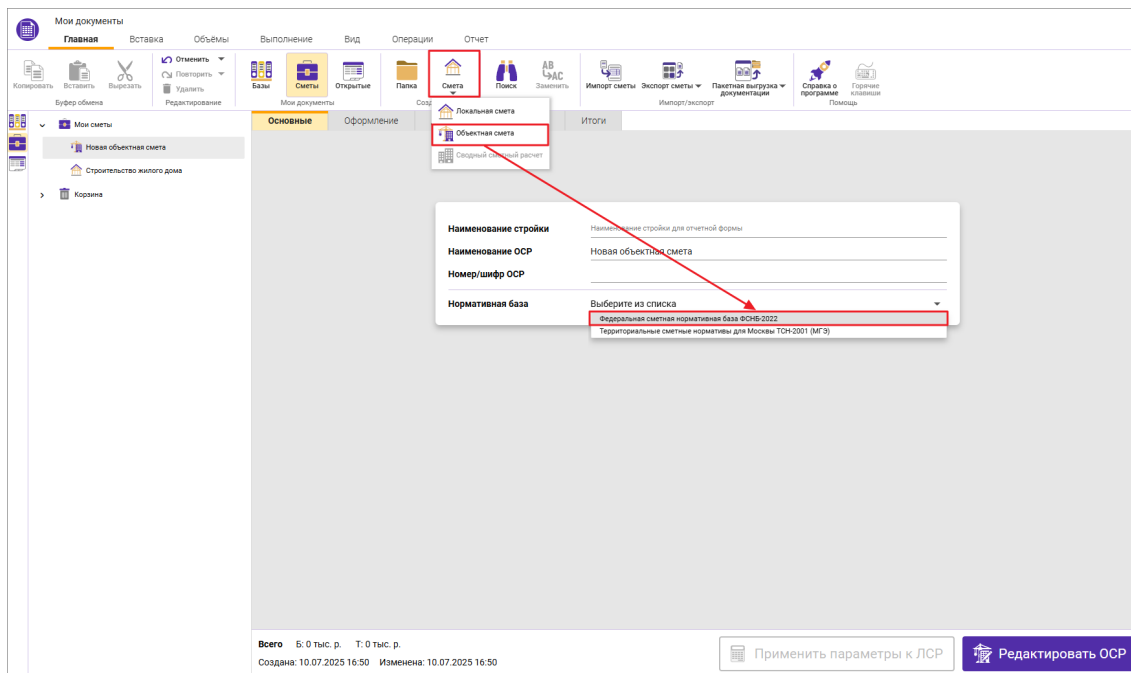 Мои документы
Главная Вставка Объёмы Выполнение Вид Операции Отчет
Копировать Вставить Вырезать
Отменить
Повторить
Удалить
Базы Сметы Открытые Папка Смета Поиск Заменить
AB
AC
Импорт сметы Экспорт сметы Пакетная выгрузка документации
Справка о программе Горячие клавиши
Буфер обмена Редактирование Мои документы Импорт/экспорт Помощь
Локальная смета
Объектная смета
Сводный сметный расчет
Мои сметы
Новая объектная смета
Строительство жилого дома
Корзина
Основные Оформление Итоги
Наименование стройки Наименование стройки для отчетной формы
Наименование ОСР Новая объектная смета
Номер/шифр ОСР
Нормативная база Выберите из списка
Федеральная сметная нормативная база ФСНБ-2022
Территориальные сметные нормативы для Москвы ТСН-2001 (МГЭ)
Всего Б: 0 тыс. р. Т: 0 тыс. р.
Создана: 10.07.2025 16:50 Изменена: 10.07.2025 16:50
Применить параметры к ЛСР
Редактировать ОСР